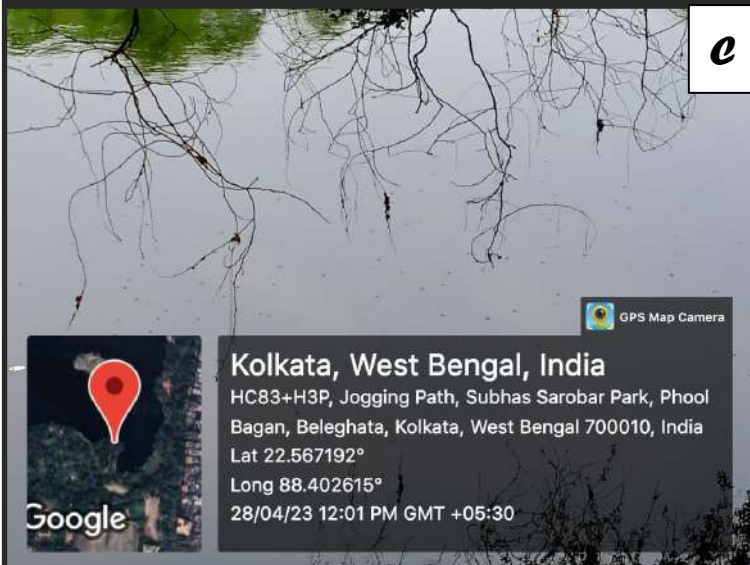 C
GPS Map Camera
Kolkata, West Bengal, India
HC83+H3P, Jogging Path, Subhas Sarobar Park, Phool
Bagan, Beleghata, Kolkata, West Bengal 700010, India
Lat 22.567192°
Long 88.402615°
28/04/23 12:01 PM GMT +05:30
Google